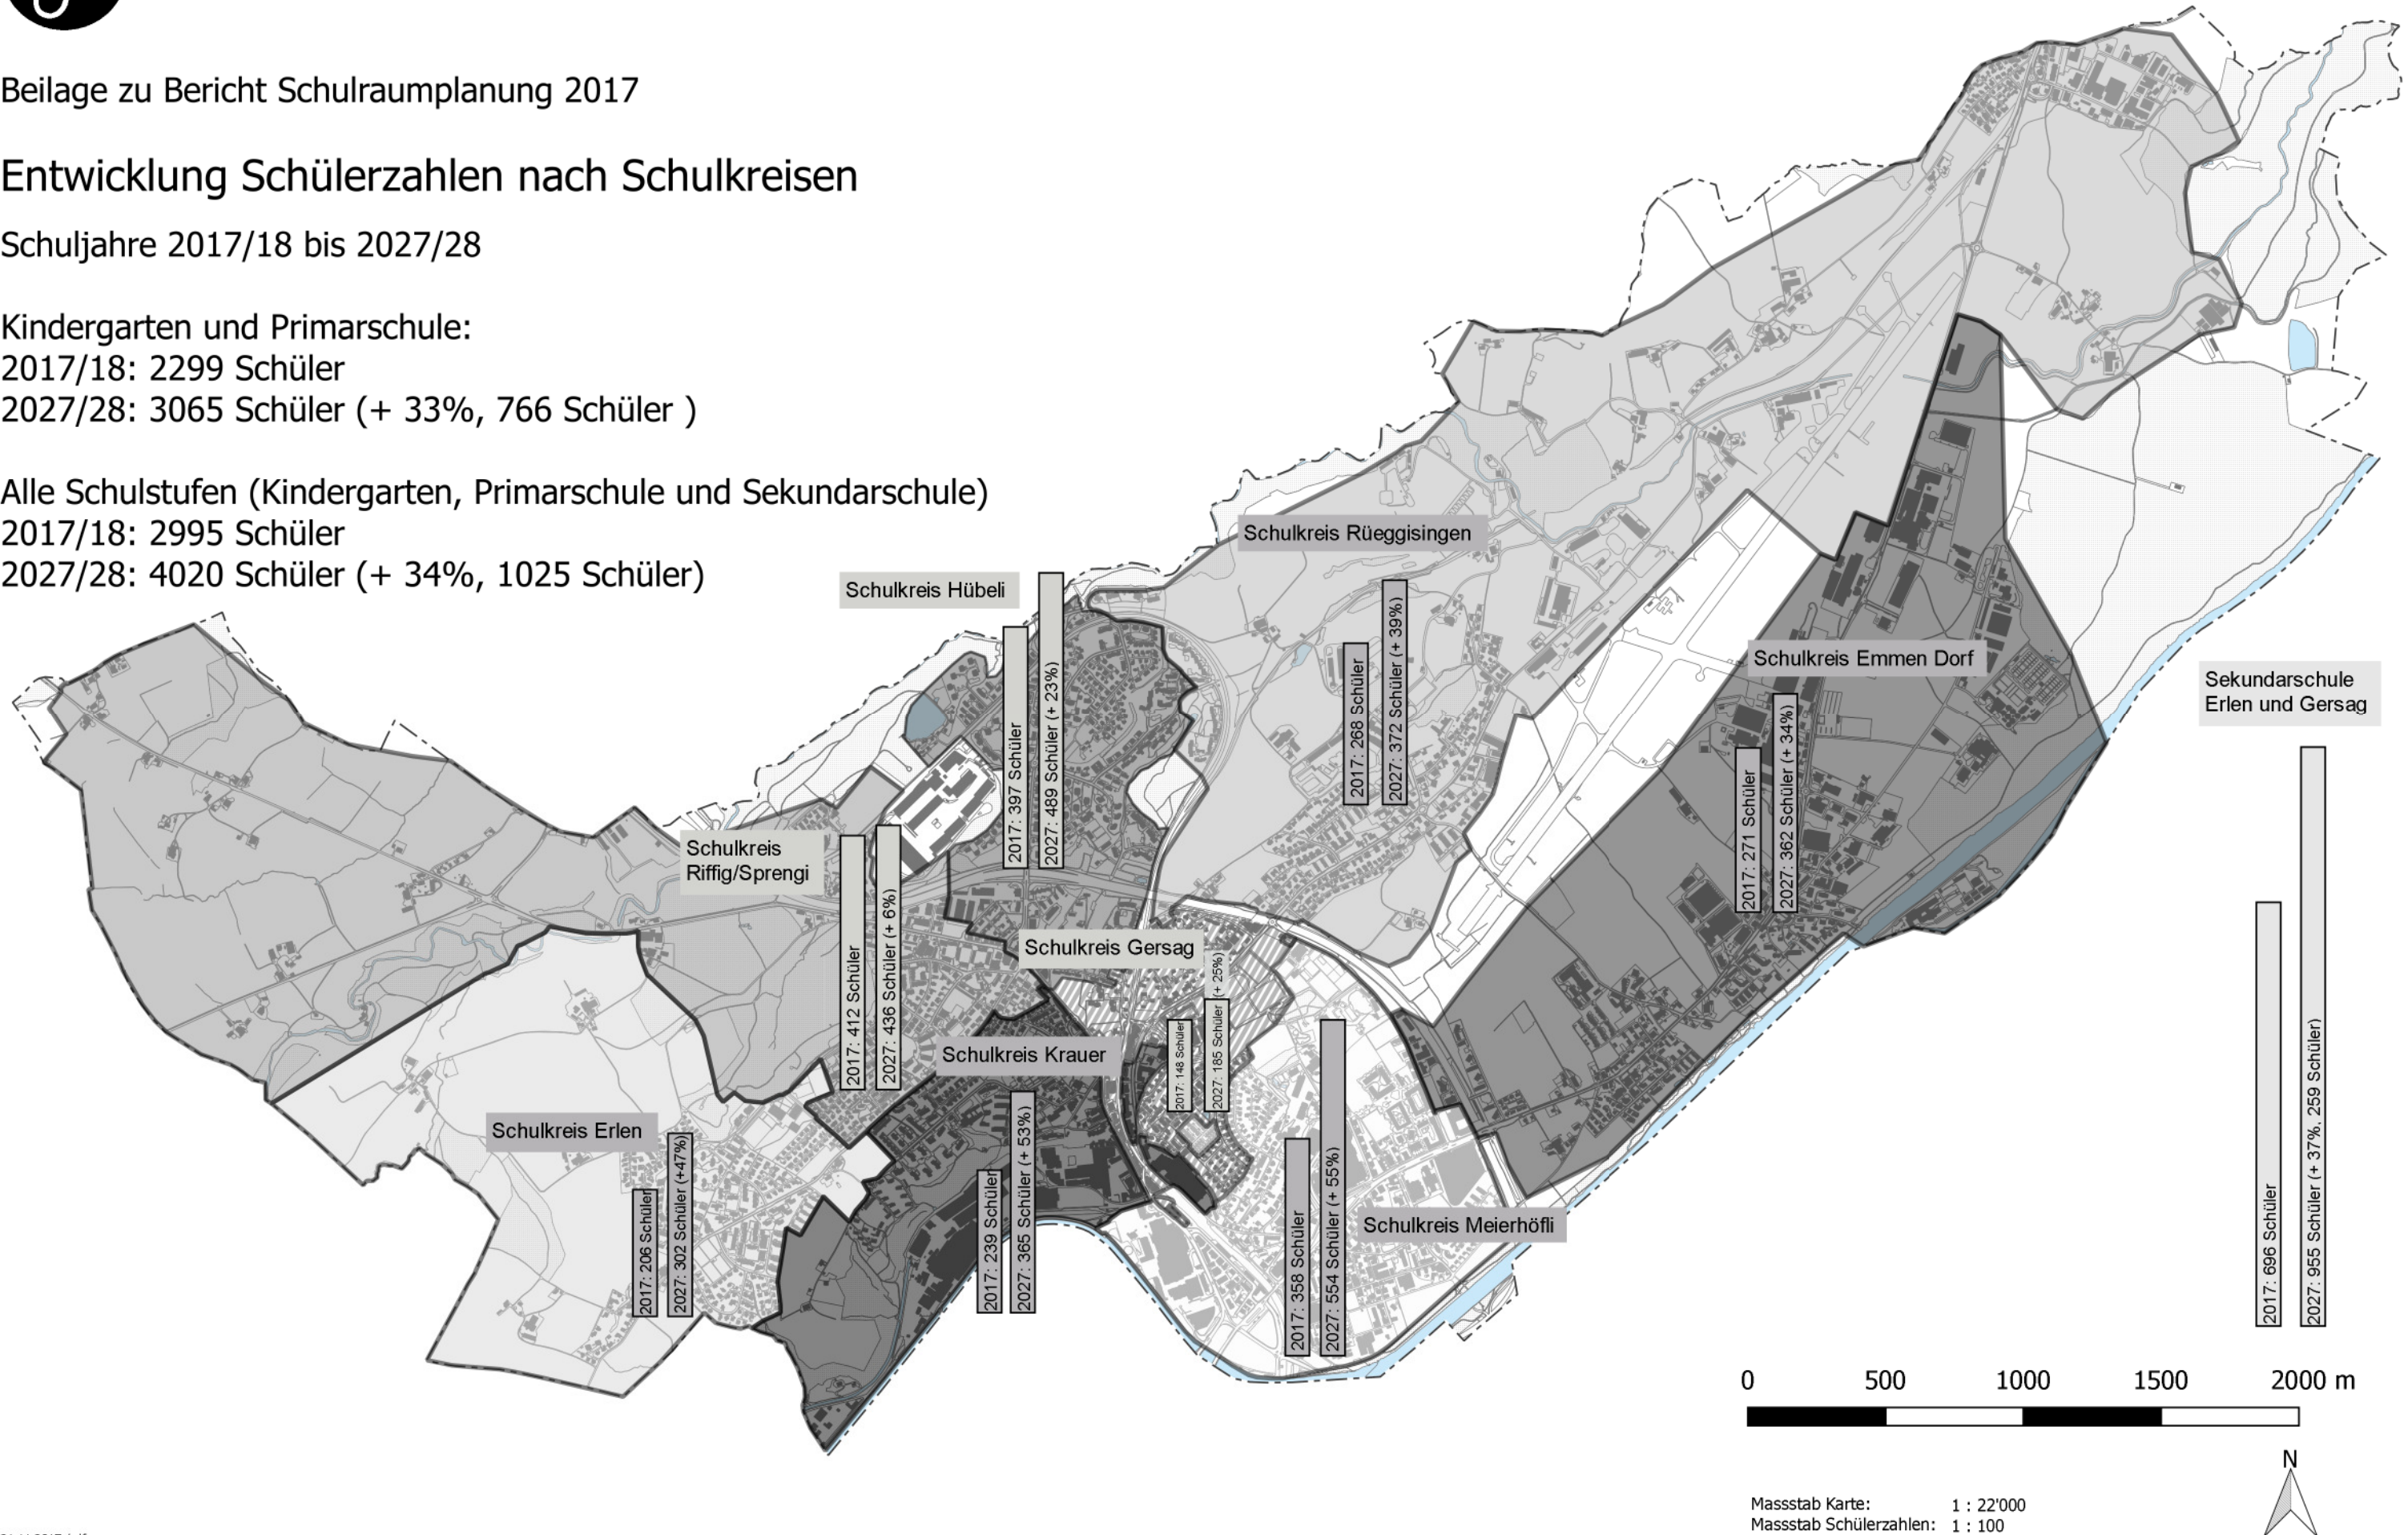 Beilage zu Bericht Schulraumplanung 2017
Entwicklung Schülerzahlen nach Schulkreisen
Schuljahre 2017/18 bis 2027/28
Kindergarten und Primarschule:
2017/18: 2299 Schüler
2027/28: 3065 Schüler (+ 33%, 766 Schüler )
Alle Schulstufen (Kindergarten, Primarschule und Sekundarschule)
2017/18: 2995 Schüler
2027/28: 4020 Schüler (+ 34%, 1025 Schüler)
Schulkreis Rüeggisingen
2017: 268 Schüler
2027: 372 Schüler (+ 39%)
Schulkreis Hübeli
2017: 397 Schüler
2027: 489 Schüler (+ 23%)
Schulkreis Emmen Dorf
2017: 271 Schüler
2027: 362 Schüler (+ 34%)
Sekundarschule
Erlen und Gersag
2017: 696 Schüler
2027: 955 Schüler (+ 37%, 259 Schüler)
Schulkreis
Riffig/Sprengi
2017: 412 Schüler
2027: 436 Schüler (+ 6%)
Schulkreis Gersag
2017: 148 Schüler
2027: 185 Schüler (+ 25%)
Schulkreis Krauer
2017: 239 Schüler
2027: 365 Schüler (+ 53%)
Schulkreis Erlen
2017: 206 Schüler
2027: 302 Schüler (+47%)
Schulkreis Meierhöfli
2017: 358 Schüler
2027: 554 Schüler (+ 55%)
0 500 1000 1500 2000 m
N
Massstab Karte: 1 : 22'000
Massstab Schülerzahlen: 1 : 100